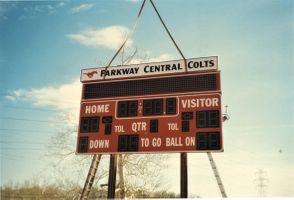 PARKWAY CENTRAL COLTS
HOME VISITOR
TOL QTR TOL
DOWN TO GO BALL ON